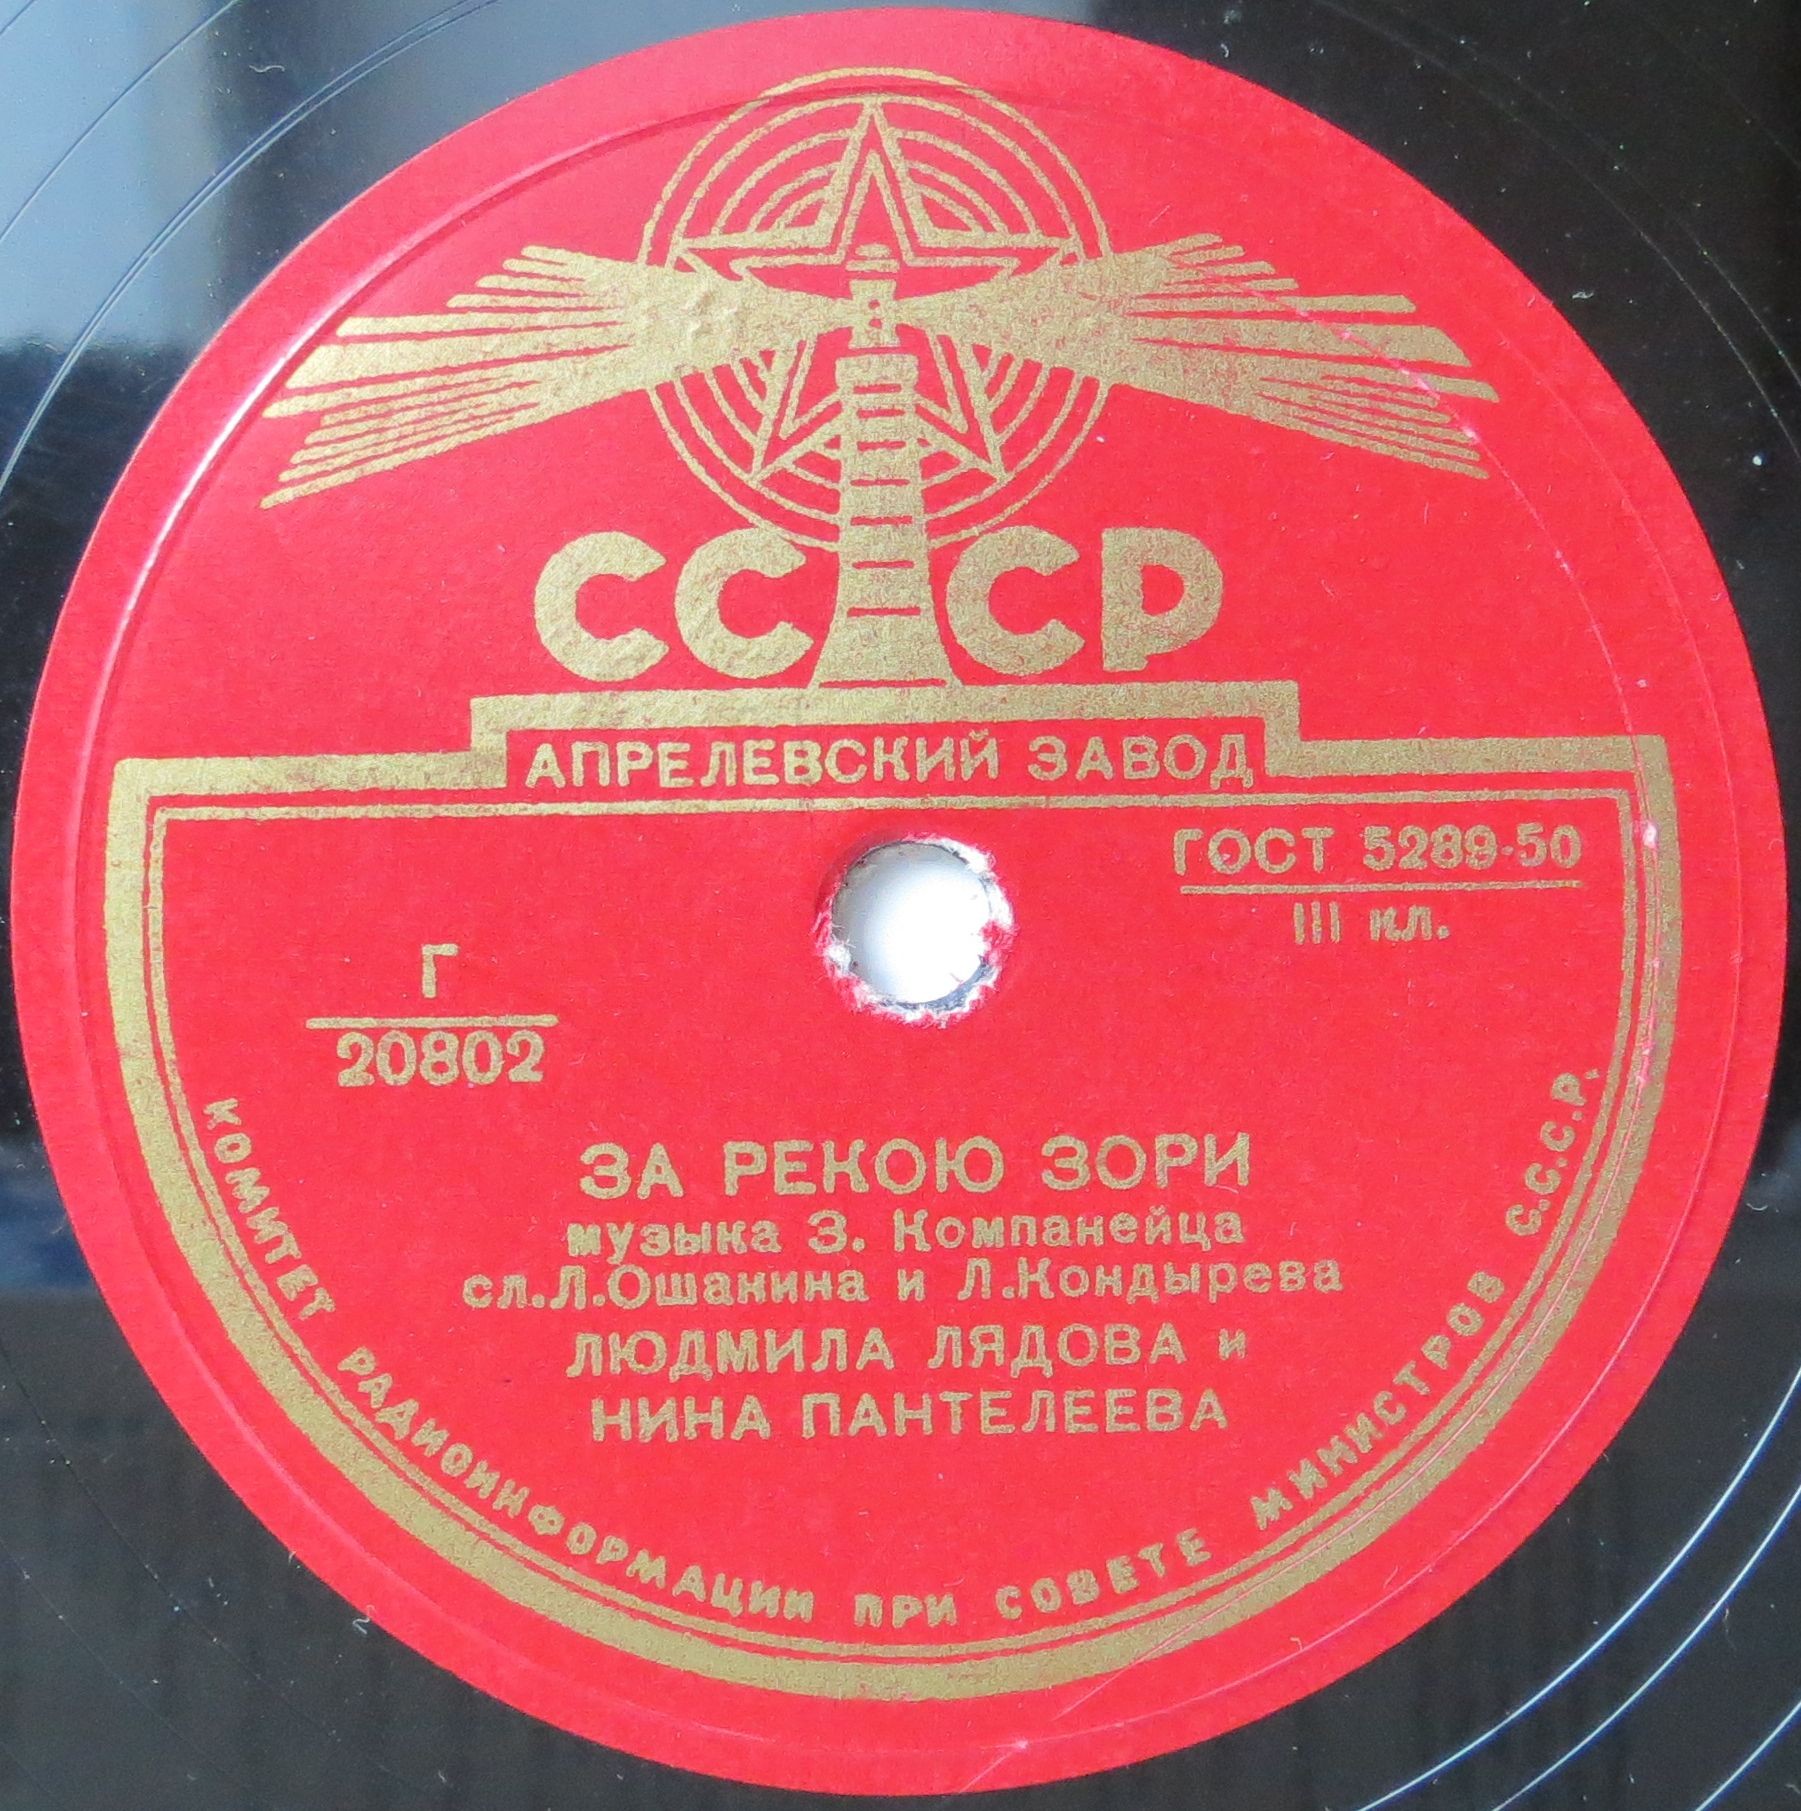 СССР
АПРЕЛЕВСКИЙ ЗАВОД
ГОСТ 5289-50
III кл.
Г
20802
ЗА РЕКОЮ ЗОРИ
музыка З. Компанейца
сл.Л.Ошанина и Л.Кондырева
ЛЮДМИЛА ЛЯДОВА и
НИНА ПАНТЕЛЕЕВА
КОМИТЕТ РАДИОИНФОРМАЦИИ ПРИ СОВЕТЕ МИНИСТРОВ С.С.С.Р.